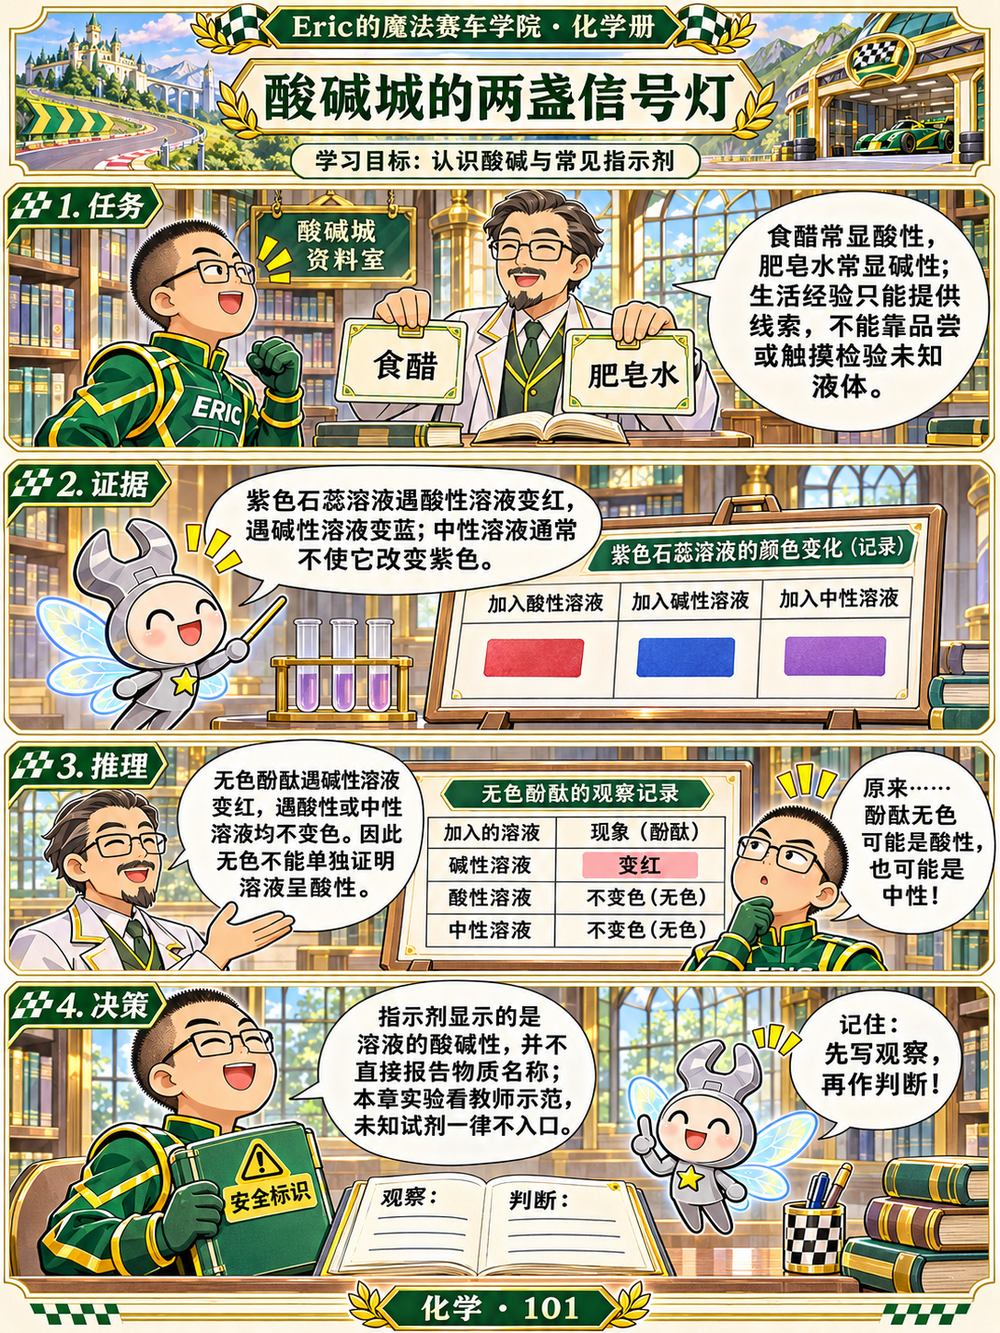 Eric的魔法赛车学院·化学册
酸碱城的两盏信号灯
学习目标：认识酸碱与常见指示剂
1. 任务
酸碱城
资料室
食醋
肥皂水
ERIC
食醋常显酸性，
肥皂水常显碱性；
生活经验只能提供
线索，不能靠品尝
或触摸检验未知
液体。
2. 证据
紫色石蕊溶液遇酸性溶液变红，
遇碱性溶液变蓝；中性溶液通常
不使它改变紫色。
紫色石蕊溶液的颜色变化（记录）
加入酸性溶液 加入碱性溶液 加入中性溶液
3. 推理
无色酚酞遇碱性溶液
变红，遇酸性或中性
溶液均不变色。因此
无色不能单独证明
溶液呈酸性。
无色酚酞的观察记录
加入的溶液 现象（酚酞）
碱性溶液 变红
酸性溶液 不变色（无色）
中性溶液 不变色（无色）
原来……
酚酞无色
可能是酸性，
也可能是
中性！
ERIC
4. 决策
指示剂显示的是
溶液的酸碱性，并不
直接报告物质名称；
本章实验看教师示范，
未知试剂一律不入口。
记住：
先写观察，
再作判断！
安全标识
观察：
判断：
化学·101